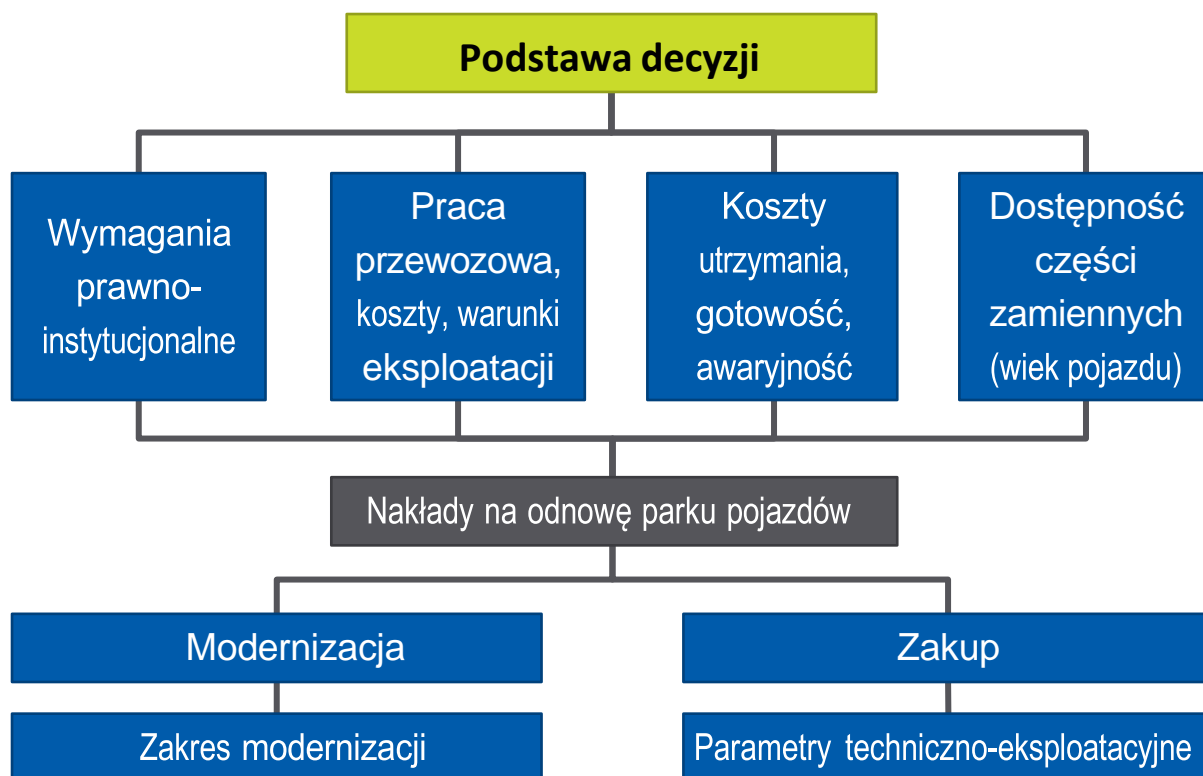 Podstawa decyzji
Wymagania
prawno-
instytucjonalne
Praca
przewozowa,
koszty, warunki
eksploatacji
Koszty
utrzymania,
gotowość,
awaryjność
Dostępność
części
zamiennych
(wiek pojazdu)
Nakłady na odnowę parku pojazdów
Modernizacja
Zakup
Zakres modernizacji
Parametry techniczno-eksploatacyjne